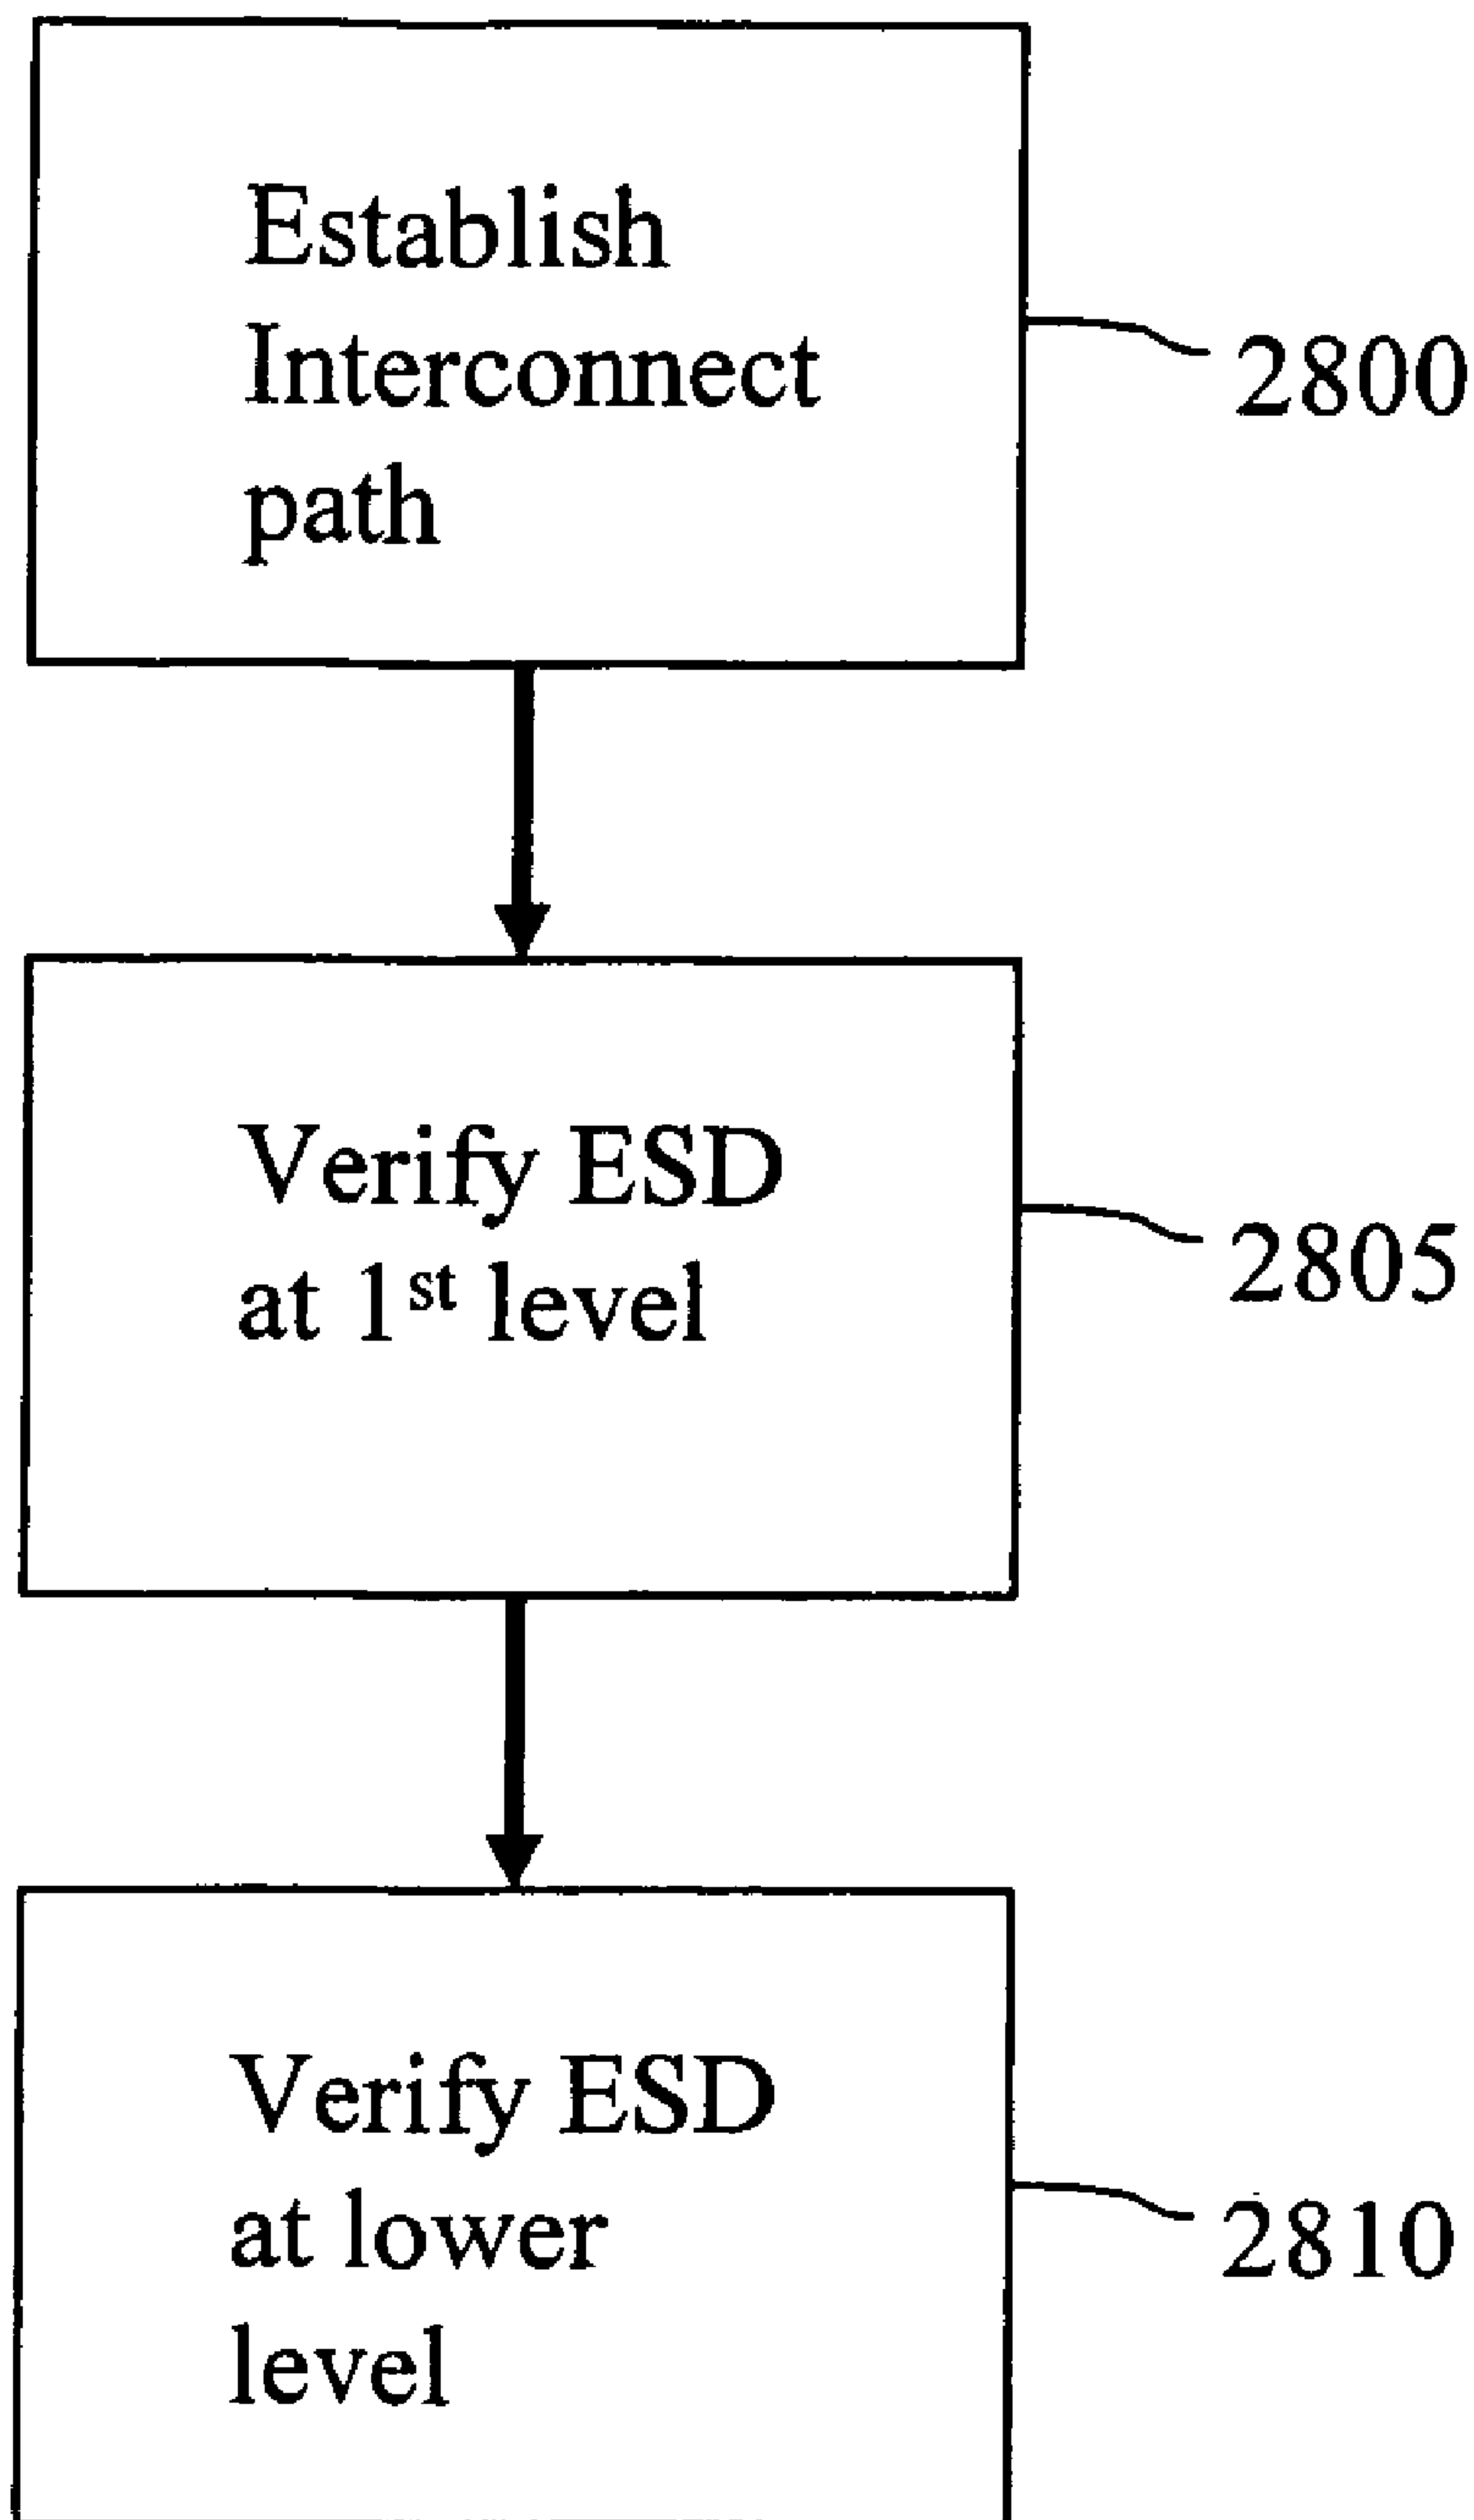 Establish
Interconnect
path
2800
Verify ESD
at 1st level
2805
Verify ESD
at lower
level
2810